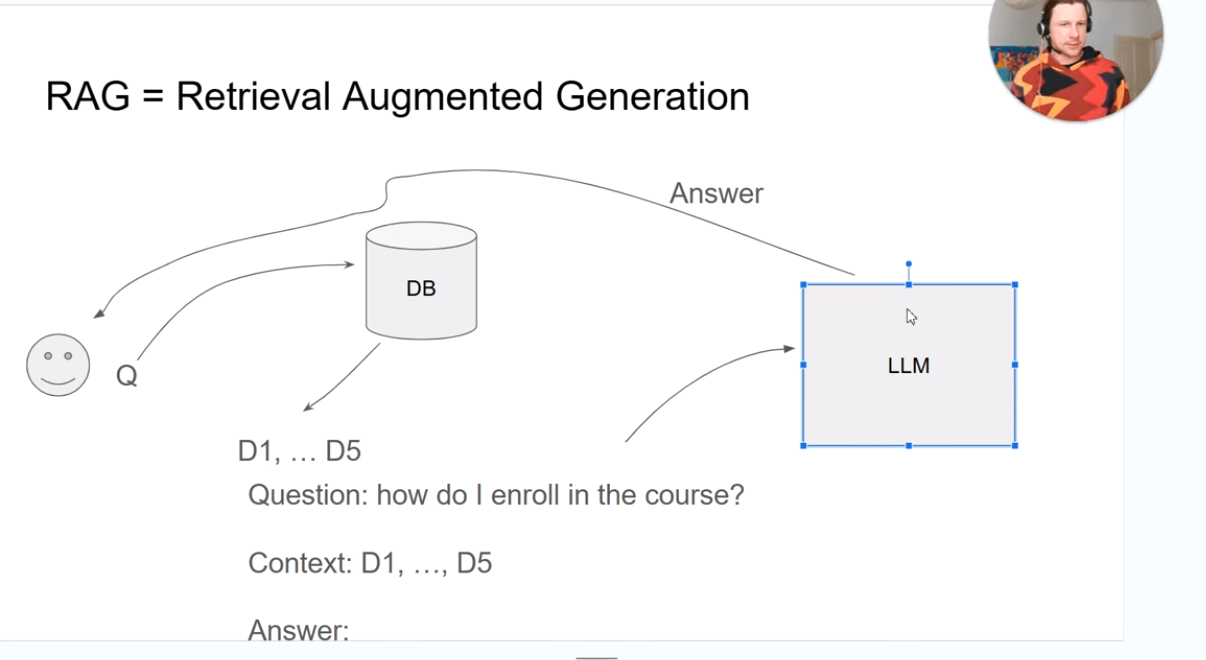 RAG = Retrieval Augmented Generation
Answer
DB
LLM
Q
D1, … D5
Question: how do I enroll in the course?
Context: D1, …, D5
Answer: